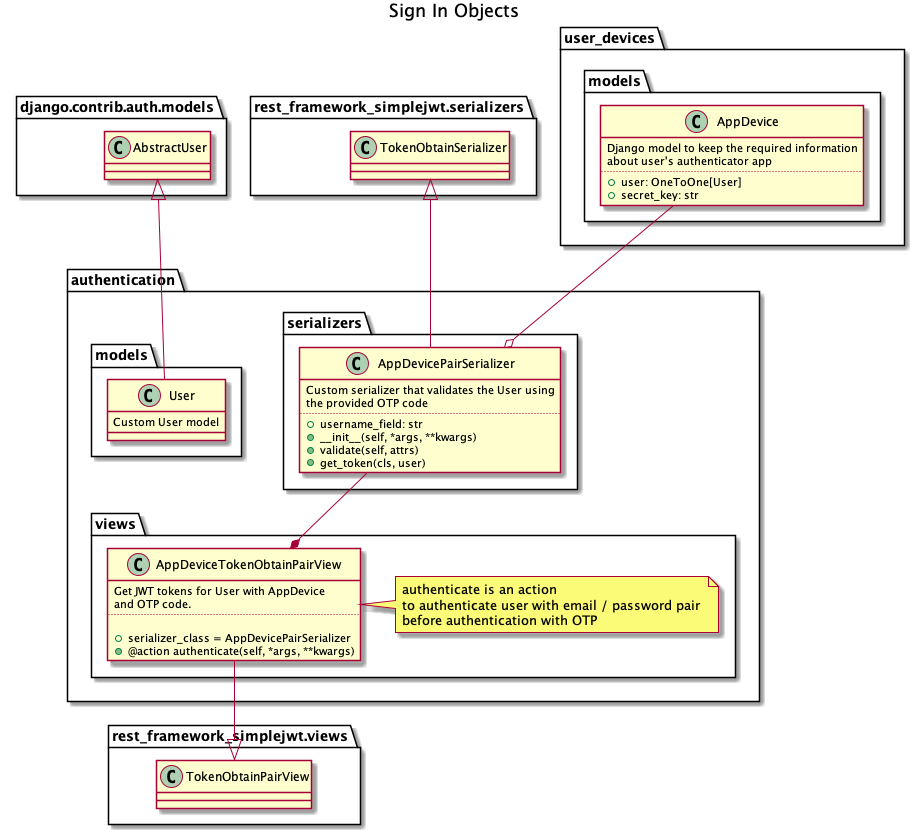 Sign In Objects
user_devices
models
C AppDevice
Django model to keep the required information
about user's authenticator app
user: OneToOne[User]
secret_key: str
django.contrib.auth.models
C AbstractUser
rest_framework_simplejwt.serializers
C TokenObtainSerializer
authentication
serializers
C AppDevicePairSerializer
Custom serializer that validates the User using
the provided OTP code
username_field: str
__init__(self, *args, **kwargs)
validate(self, attrs)
get_token(cls, user)
models
C User
Custom User model
views
C AppDeviceTokenObtainPairView
Get JWT tokens for User with AppDevice
and OTP code.
serializer_class = AppDevicePairSerializer
@action authenticate(self, *args, **kwargs)
authenticate is an action
to authenticate user with email / password pair
before authentication with OTP
rest_framework_simplejwt.views
C TokenObtainPairView